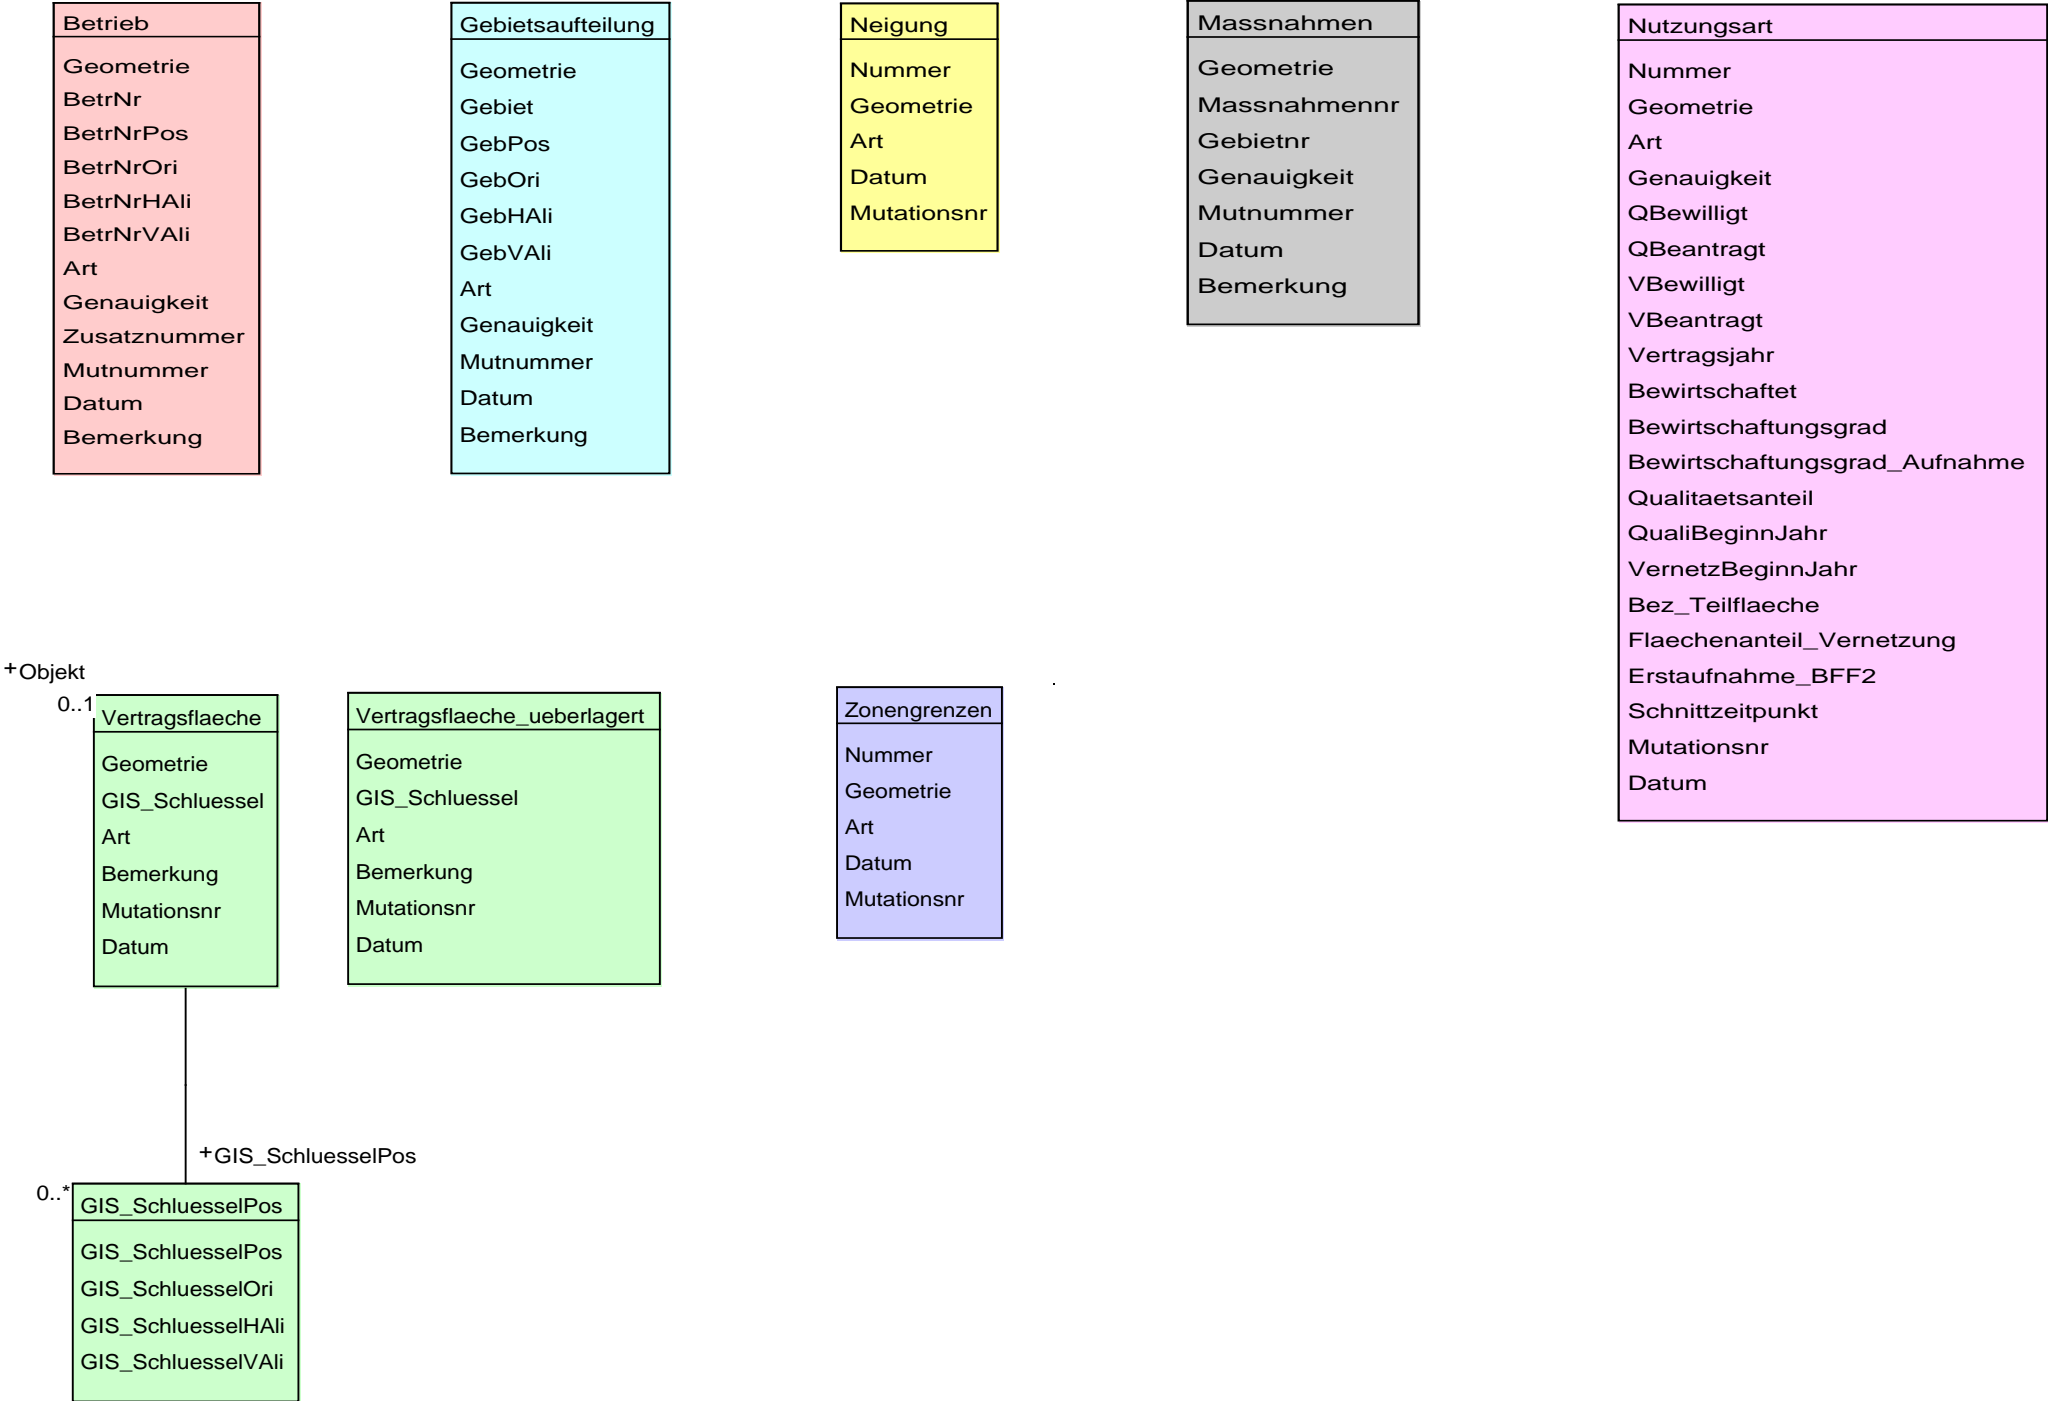 Betrieb
Geometrie
BetrNr
BetrNrPos
BetrNrOri
BetrNrHAli
BetrNrVAli
Art
Genauigkeit
Zusatznummer
Mutnummer
Datum
Bemerkung
Gebietsaufteilung
Geometrie
Gebiet
GebPos
GebOri
GebHAli
GebVAli
Art
Genauigkeit
Mutnummer
Datum
Bemerkung
Neigung
Nummer
Geometrie
Art
Datum
Mutationsnr
Massnahmen
Geometrie
Massnahmennr
Gebietnr
Genauigkeit
Mutnummer
Datum
Bemerkung
Nutzungsart
Nummer
Geometrie
Art
Genauigkeit
QBewilligt
QBeantragt
VBewilligt
VBeantragt
Vertragsjahr
Bewirtschaftet
Bewirtschaftungsgrad
Bewirtschaftungsgrad_Aufnahme
Qualitaetsanteil
QualiBeginnJahr
VernetzBeginnJahr
Bez_Teilflaeche
Flaechenanteil_Vernetzung
Erstaufnahme_BFF2
Schnittzeitpunkt
Mutationsnr
Datum
+Objekt
0..1
Vertragsflaeche
Geometrie
GIS_Schluessel
Art
Bemerkung
Mutationsnr
Datum
Vertragsflaeche_ueberlagert
Geometrie
GIS_Schluessel
Art
Bemerkung
Mutationsnr
Datum
Zonengrenzen
Nummer
Geometrie
Art
Datum
Mutationsnr
+GIS_SchluesselPos
0..*
GIS_SchluesselPos
GIS_SchluesselPos
GIS_SchluesselOri
GIS_SchluesselHAli
GIS_SchluesselVAli